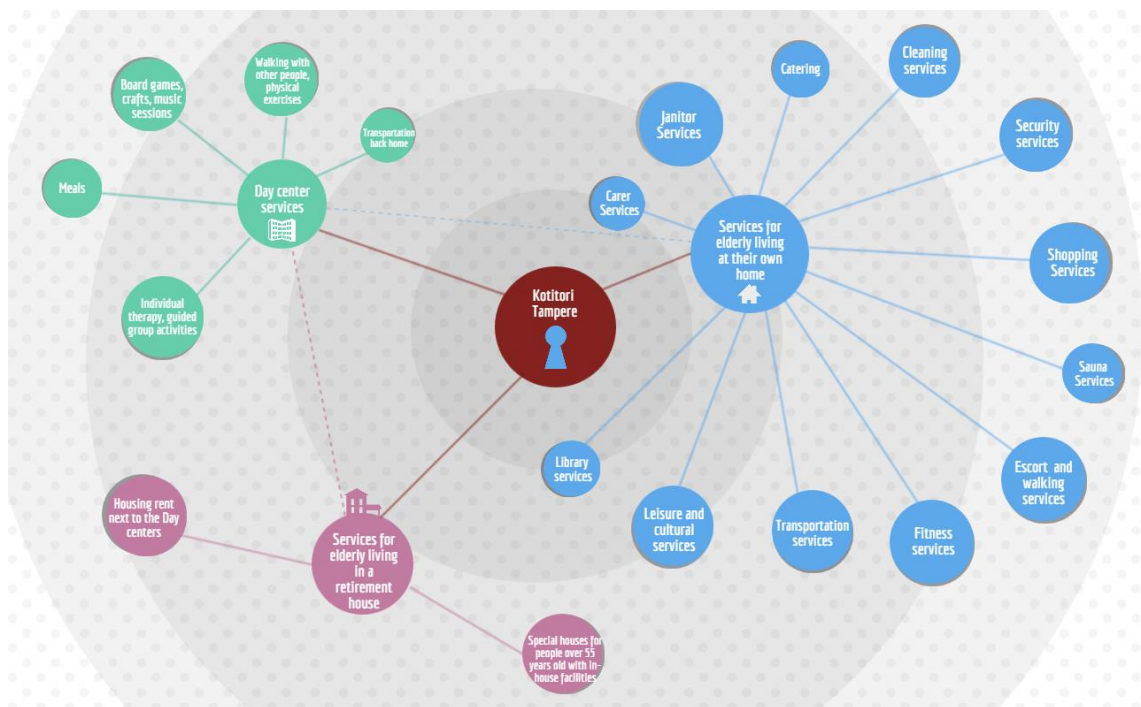 Walking with
other people,
physical
exercises
Board games,
crafts, music
sessions
Transportation
back home
Meals
Day center
services
Individual
therapy, guided
group activities
Catering
Cleaning
services
Janitor
Services
Security
services
Carer
Services
Services for
elderly living
at their own
home
Shopping
Services
Kotitori
Tampere
Sauna
Services
Library
services
Escort and
walking
services
Leisure and
cultural
services
Transportation
services
Fitness
services
Housing rent
next to the Day
centers
Services for
elderly living
in a
retirement
house
Special houses for
people over 55
years old with in-
house facilities